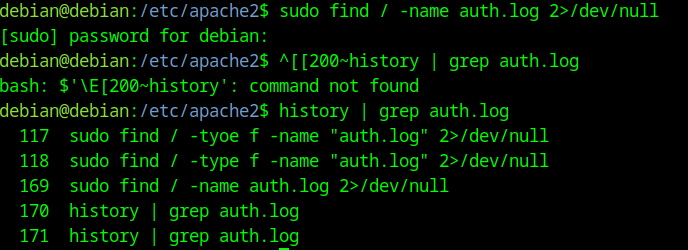 debian@debian:/etc/apache2$ sudo find / -name auth.log 2>/dev/null
[sudo] password for debian:
debian@debian:/etc/apache2$ ^[[200~history | grep auth.log
bash: $'\E[200~history': command not found
debian@debian:/etc/apache2$ history | grep auth.log
  117  sudo find / -tyoe f -name "auth.log" 2>/dev/null
  118  sudo find / -type f -name "auth.log" 2>/dev/null
  169  sudo find / -name auth.log 2>/dev/null
  170  history | grep auth.log
  171  history | grep auth.log